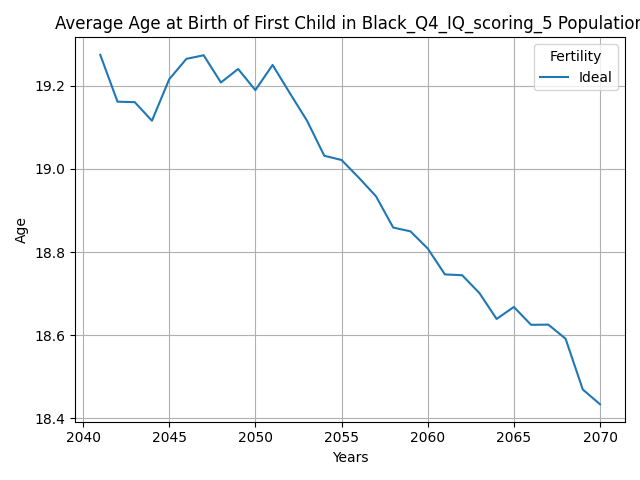 Average Age at Birth of First Child in Black_Q4_IQ_scoring_5 Population
Fertility
Ideal
19.2
19.0
18.8
18.6
18.4
Age
2040 2045 2050 2055 2060 2065 2070
Years